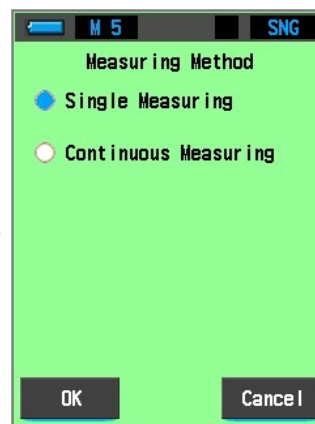 M 5 SNG
Measuring Method
Single Measuring
Continuous Measuring
OK Cancel